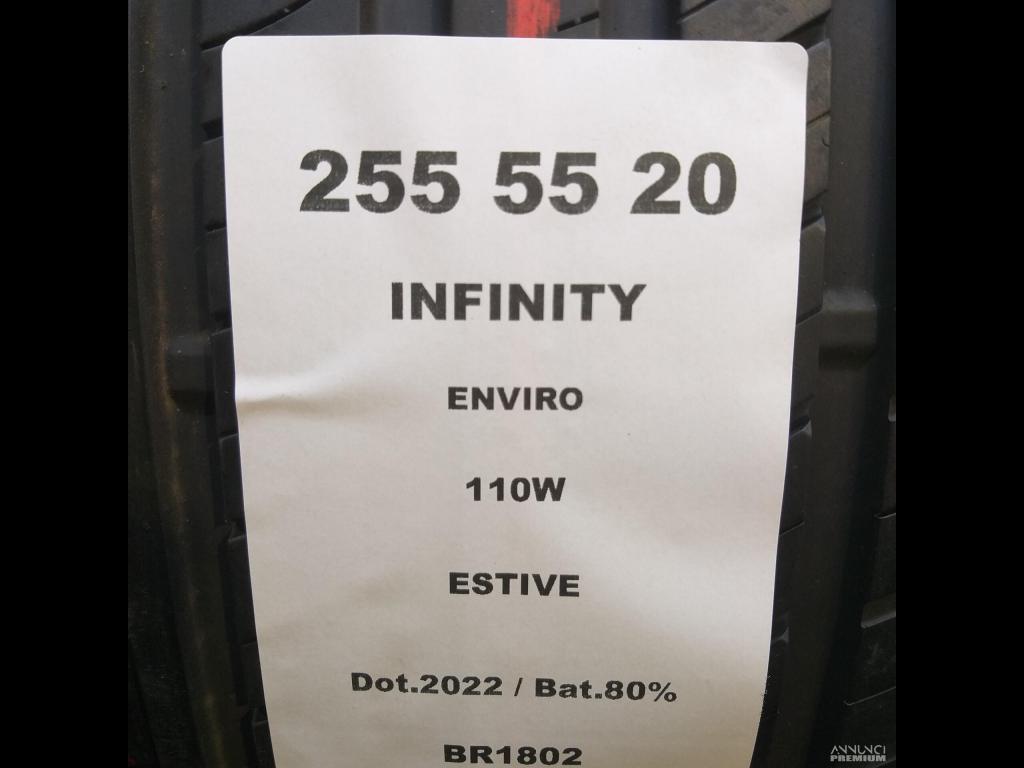 255 55 20
INFINITY
ENVIRO
110W
ESTIVE
Dot.2022 / Bat.80%
BR1802
ANNUNCI
PREMIUM